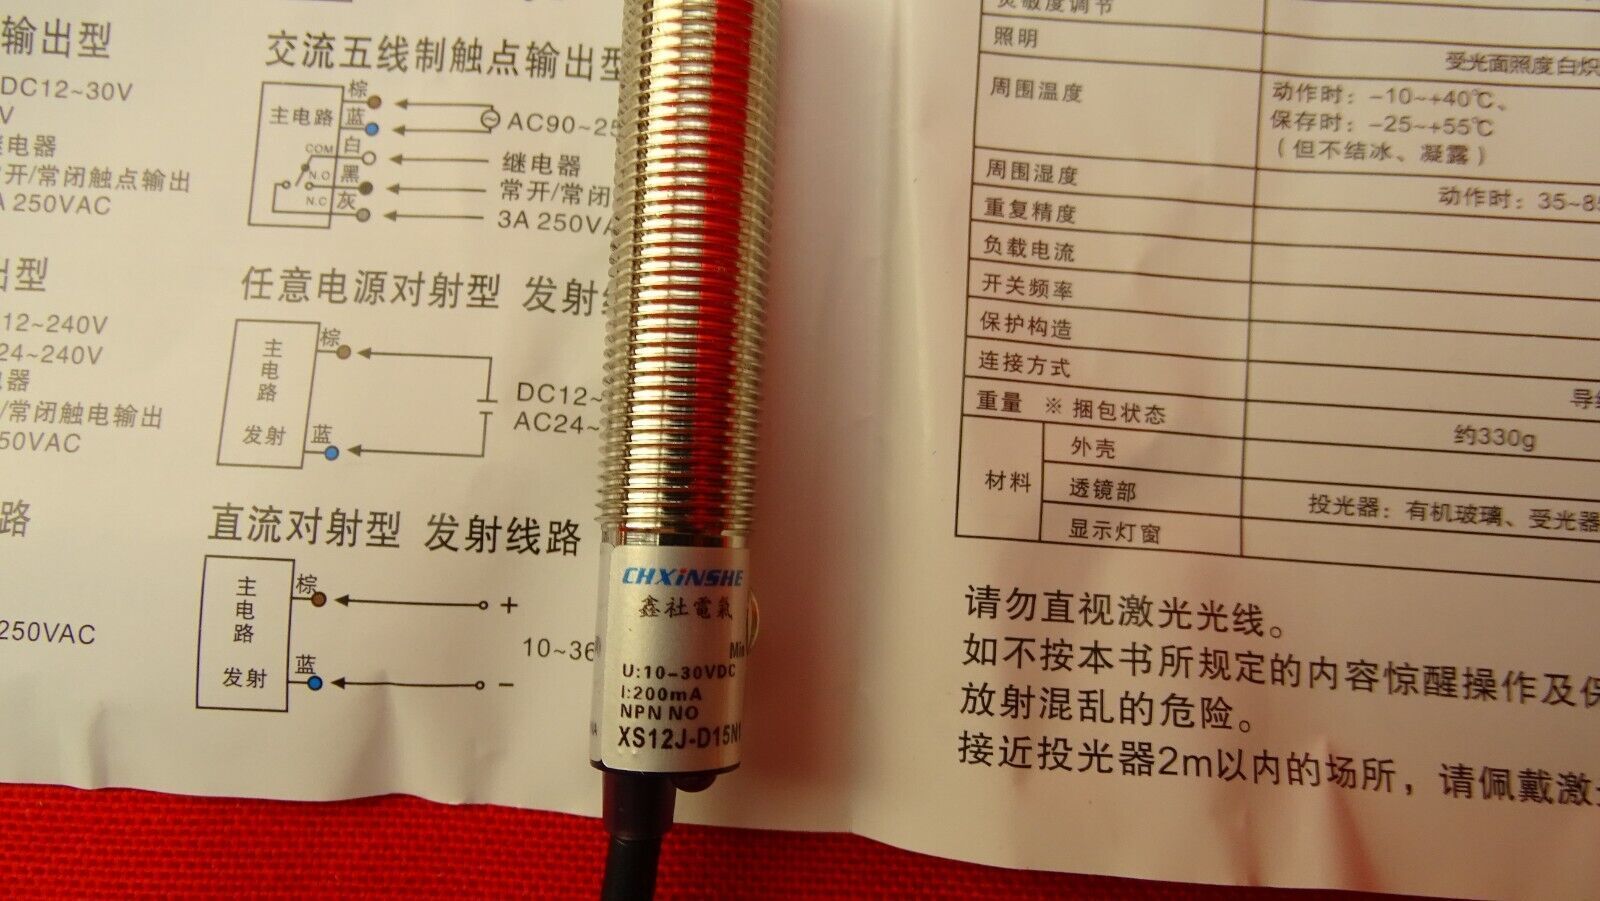 输出型
DC12~30V
V
电器
开/常闭触点输出
A 250VAC
出型
12~240V
24~240V
器
/常闭触电输出
50VAC
路
250VAC
交流五线制触点输出型
主电路
棕
蓝
白
黑
灰
COM
N.O
N.C
AC90~25
继电器
常开/常闭
3A 250VA
任意电源对射型 发射线
主电路
发射
棕
蓝
DC12~
AC24~
直流对射型 发射线路
主电路
发射
棕
蓝
+
−
10~36
CHXiNSHE
鑫社電氣
Min
U:10-30VDC
I:200mA
NPN NO
XS12J-D15N1
灵敏度调节
照明
受光面照度白炽
周围温度
动作时：-10~+40℃、
保存时：-25~+55℃
（但不结冰、凝露）
周围湿度
动作时：35~85
重复精度
负载电流
开关频率
保护构造
连接方式
导线
重量 ※ 捆包状态
约330g
材料
外壳
透镜部
投光器：有机玻璃、受光器
显示灯窗
请勿直视激光光线。
如不按本书所规定的内容惊醒操作及保
放射混乱的危险。
接近投光器2m以内的场所，请佩戴激光